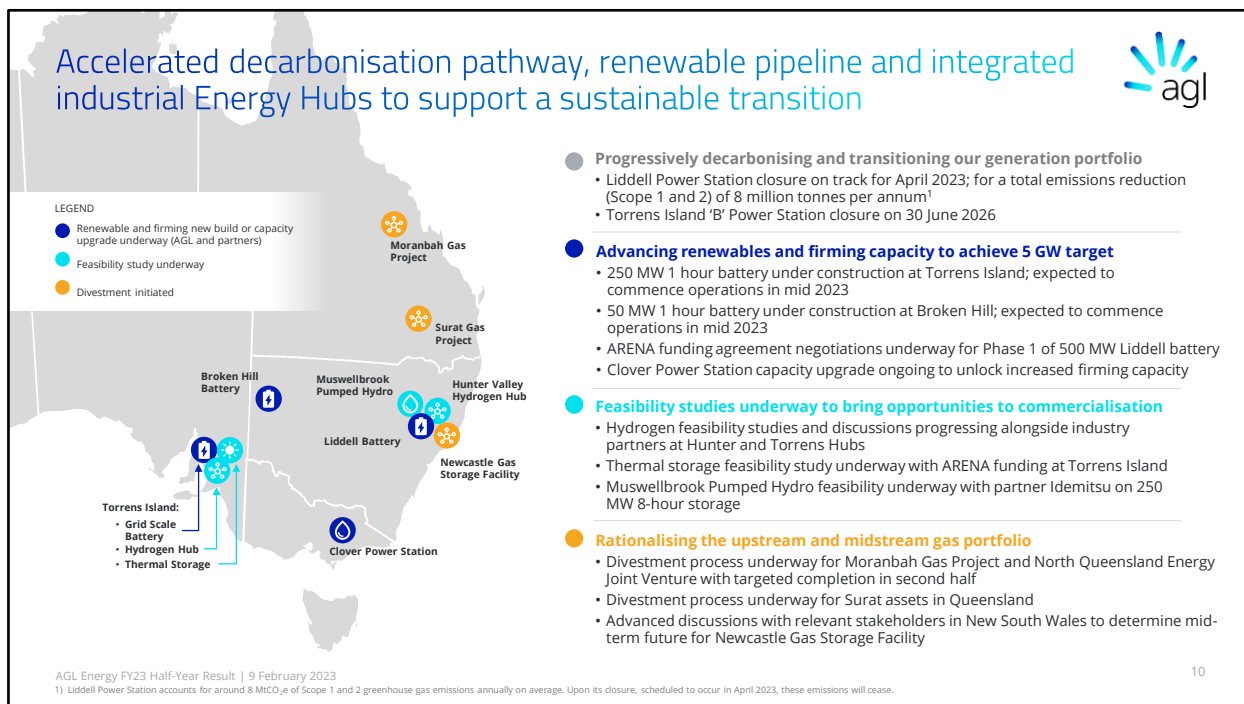 Accelerated decarbonisation pathway, renewable pipeline and integrated
industrial Energy Hubs to support a sustainable transition
agl
LEGEND
Renewable and firming new build or capacity
upgrade underway (AGL and partners)
Feasibility study underway
Divestment initiated
Moranbah Gas
Project
Surat Gas
Project
Broken Hill
Battery
Muswellbrook
Pumped Hydro
Hunter Valley
Hydrogen Hub
Liddell Battery
Newcastle Gas
Storage Facility
Torrens Island:
• Grid Scale
Battery
• Hydrogen Hub
• Thermal Storage
Clover Power Station
Progressively decarbonising and transitioning our generation portfolio
• Liddell Power Station closure on track for April 2023; for a total emissions reduction
(Scope 1 and 2) of 8 million tonnes per annum¹
• Torrens Island ‘B’ Power Station closure on 30 June 2026
Advancing renewables and firming capacity to achieve 5 GW target
• 250 MW 1 hour battery under construction at Torrens Island; expected to
commence operations in mid 2023
• 50 MW 1 hour battery under construction at Broken Hill; expected to commence
operations in mid 2023
• ARENA funding agreement negotiations underway for Phase 1 of 500 MW Liddell battery
• Clover Power Station capacity upgrade ongoing to unlock increased firming capacity
Feasibility studies underway to bring opportunities to commercialisation
• Hydrogen feasibility studies and discussions progressing alongside industry
partners at Hunter and Torrens Hubs
• Thermal storage feasibility study underway with ARENA funding at Torrens Island
• Muswellbrook Pumped Hydro feasibility underway with partner Idemitsu on 250
MW 8-hour storage
Rationalising the upstream and midstream gas portfolio
• Divestment process underway for Moranbah Gas Project and North Queensland Energy
Joint Venture with targeted completion in second half
• Divestment process underway for Surat assets in Queensland
• Advanced discussions with relevant stakeholders in New South Wales to determine mid-
term future for Newcastle Gas Storage Facility
AGL Energy FY23 Half-Year Result | 9 February 2023
10
1) Liddell Power Station accounts for around 8 MtCO₂e of Scope 1 and 2 greenhouse gas emissions annually on average. Upon its closure, scheduled to occur in April 2023, these emissions will cease.